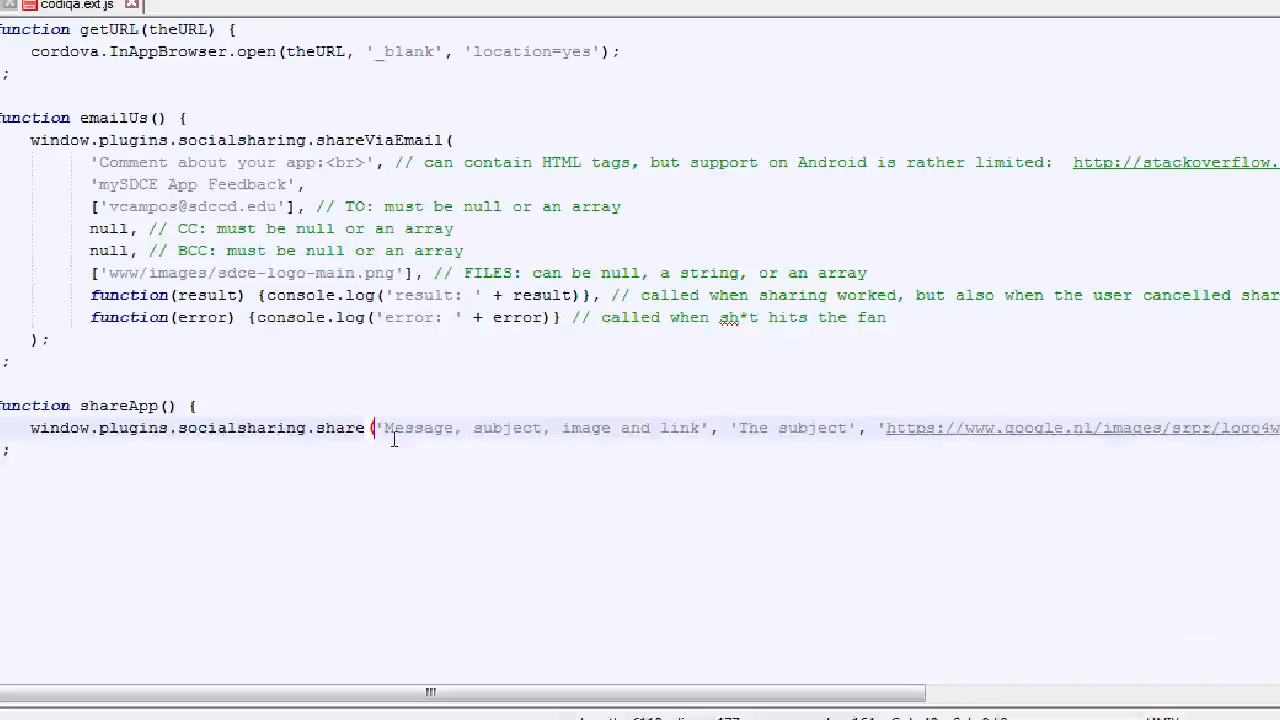 codiqa.ext.js
function getURL(theURL) {
cordova.InAppBrowser.open(theURL, '_blank', 'location=yes');
;
function emailUs() {
window.plugins.socialsharing.shareViaEmail(
'Comment about your app:<br>', // can contain HTML tags, but support on Android is rather limited:  http://stackoverflow.
'mySDCE App Feedback',
['vcampos@sdccd.edu'], // TO: must be null or an array
null, // CC: must be null or an array
null, // BCC: must be null or an array
['www/images/sdce-logo-main.png'], // FILES: can be null, a string, or an array
function(result) {console.log('result: ' + result)}, // called when sharing worked, but also when the user cancelled shar
function(error) {console.log('error: ' + error)} // called when sh*t hits the fan
);
;
function shareApp() {
window.plugins.socialsharing.share ('Message, subject, image and link', 'The subject', 'https://www.google.nl/images/srpr/logo4w
;